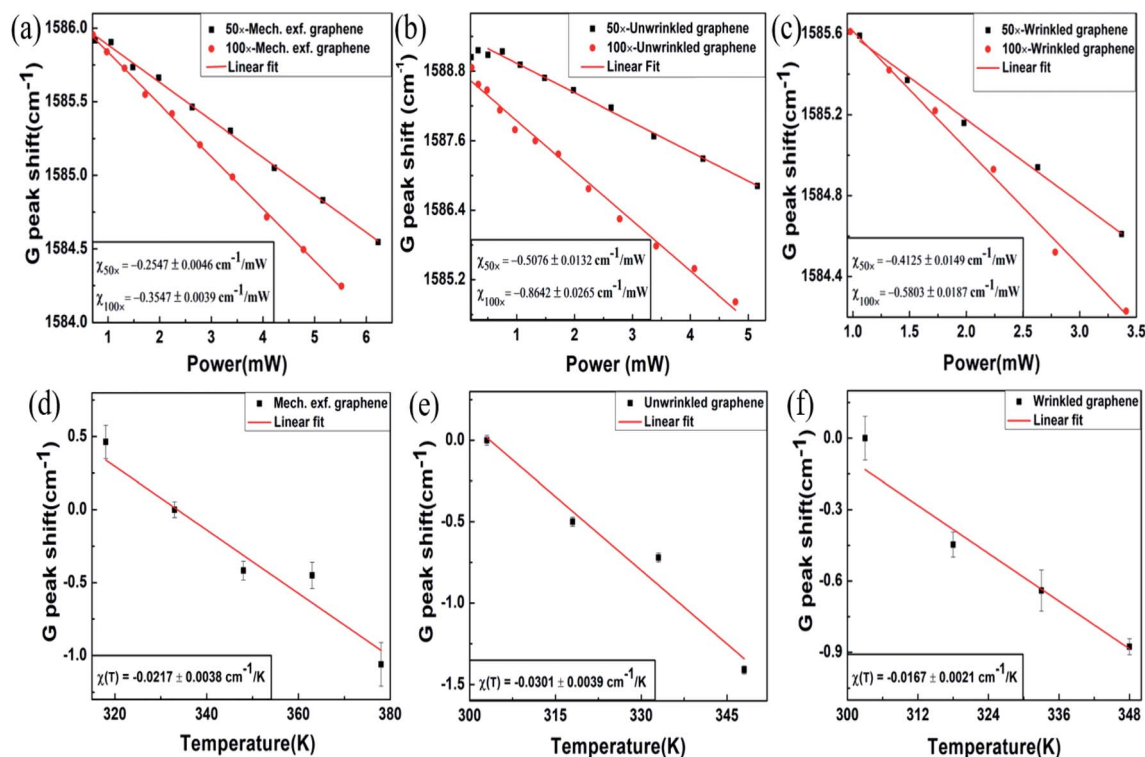 (a)
1586.0
1585.5
1585.0
1584.5
1584.0
G peak shift(cm⁻¹)
50×-Mech. exf. graphene
100×-Mech. exf. graphene
Linear fit
χ50× = –0.2547 ± 0.0046 cm⁻¹/mW
χ100× = –0.3547 ± 0.0039 cm⁻¹/mW
1 2 3 4 5 6
Power(mW)
(b)
1588.8
1587.6
1586.4
1585.2
G peak shift (cm⁻¹)
50×-Unwrinkled graphene
100×-Unwrinkled graphene
Linear Fit
χ50× = –0.5076 ± 0.0132 cm⁻¹/mW
χ100× = –0.8642 ± 0.0265 cm⁻¹/mW
1 2 3 4 5
Power (mW)
(c)
1585.6
1585.2
1584.8
1584.4
G peak shift(cm⁻¹)
50×-Wrinkled graphene
100×-Wrinkled graphene
Linear fit
χ50× = –0.4125 ± 0.0149 cm⁻¹/mW
χ100× = –0.5803 ± 0.0187 cm⁻¹/mW
1.0 1.5 2.0 2.5 3.0 3.5
Power(mW)
(d)
0.5
0.0
-0.5
-1.0
G peak shift(cm⁻¹)
Mech. exf. graphene
Linear fit
χ(T) = -0.0217 ± 0.0038 cm⁻¹/K
320 340 360 380
Temperature(K)
(e)
0.0
-0.5
-1.0
-1.5
G peak shift(cm⁻¹)
Unwrinkled graphene
Linear fit
χ(T) = -0.0301 ± 0.0039 cm⁻¹/K
300 315 330 345
Temperature(K)
(f)
0.0
-0.3
-0.6
-0.9
G peak shift(cm⁻¹)
Wrinkled graphene
Linear fit
χ(T) = -0.0167 ± 0.0021 cm⁻¹/K
300 312 324 336 348
Temperature(K)